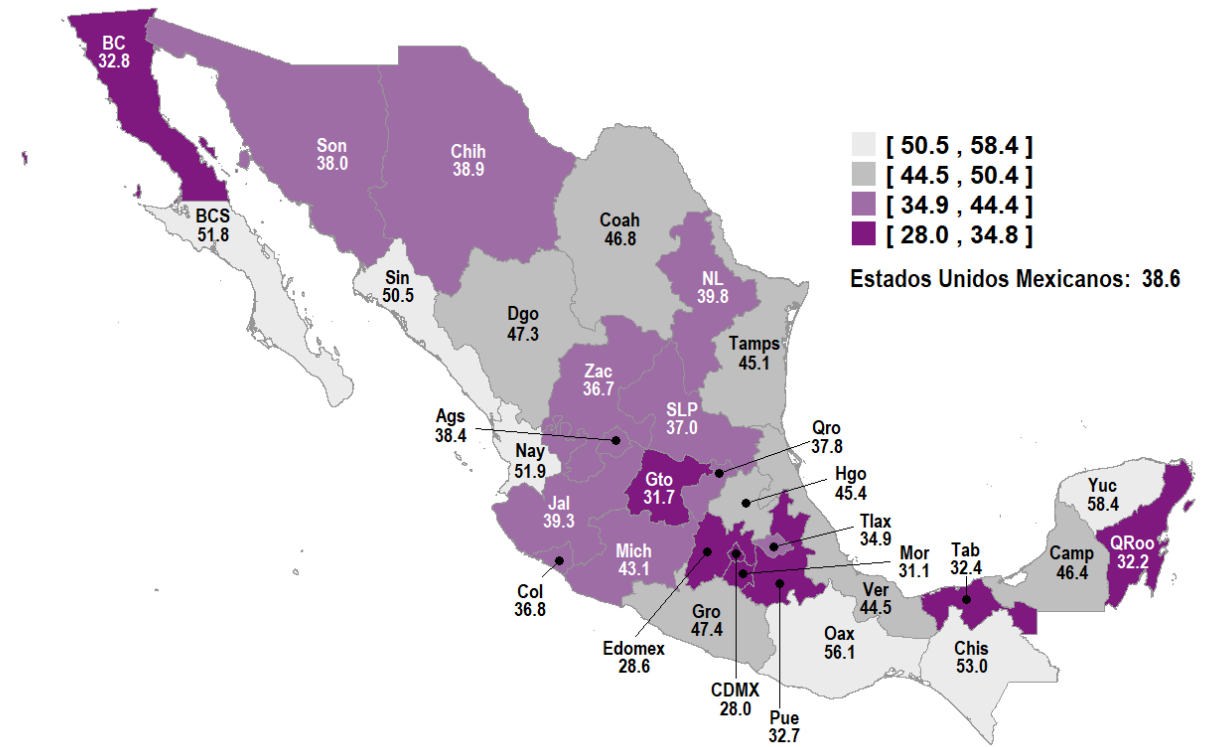 BC
32.8
Son
38.0
Chih
38.9
[ 50.5 , 58.4 ]
[ 44.5 , 50.4 ]
[ 34.9 , 44.4 ]
[ 28.0 , 34.8 ]
Estados Unidos Mexicanos: 38.6
BCS
51.8
Coah
46.8
Sin
50.5
NL
39.8
Dgo
47.3
Tamps
45.1
Zac
36.7
SLP
37.0
Ags
38.4
Qro
37.8
Nay
51.9
Gto
31.7
Hgo
45.4
Yuc
58.4
Jal
39.3
Tlax
34.9
QRoo
32.2
Mich
43.1
Mor
31.1
Tab
32.4
Camp
46.4
Col
36.8
Ver
44.5
Gro
47.4
Oax
56.1
Chis
53.0
Edomex
28.6
CDMX
28.0
Pue
32.7